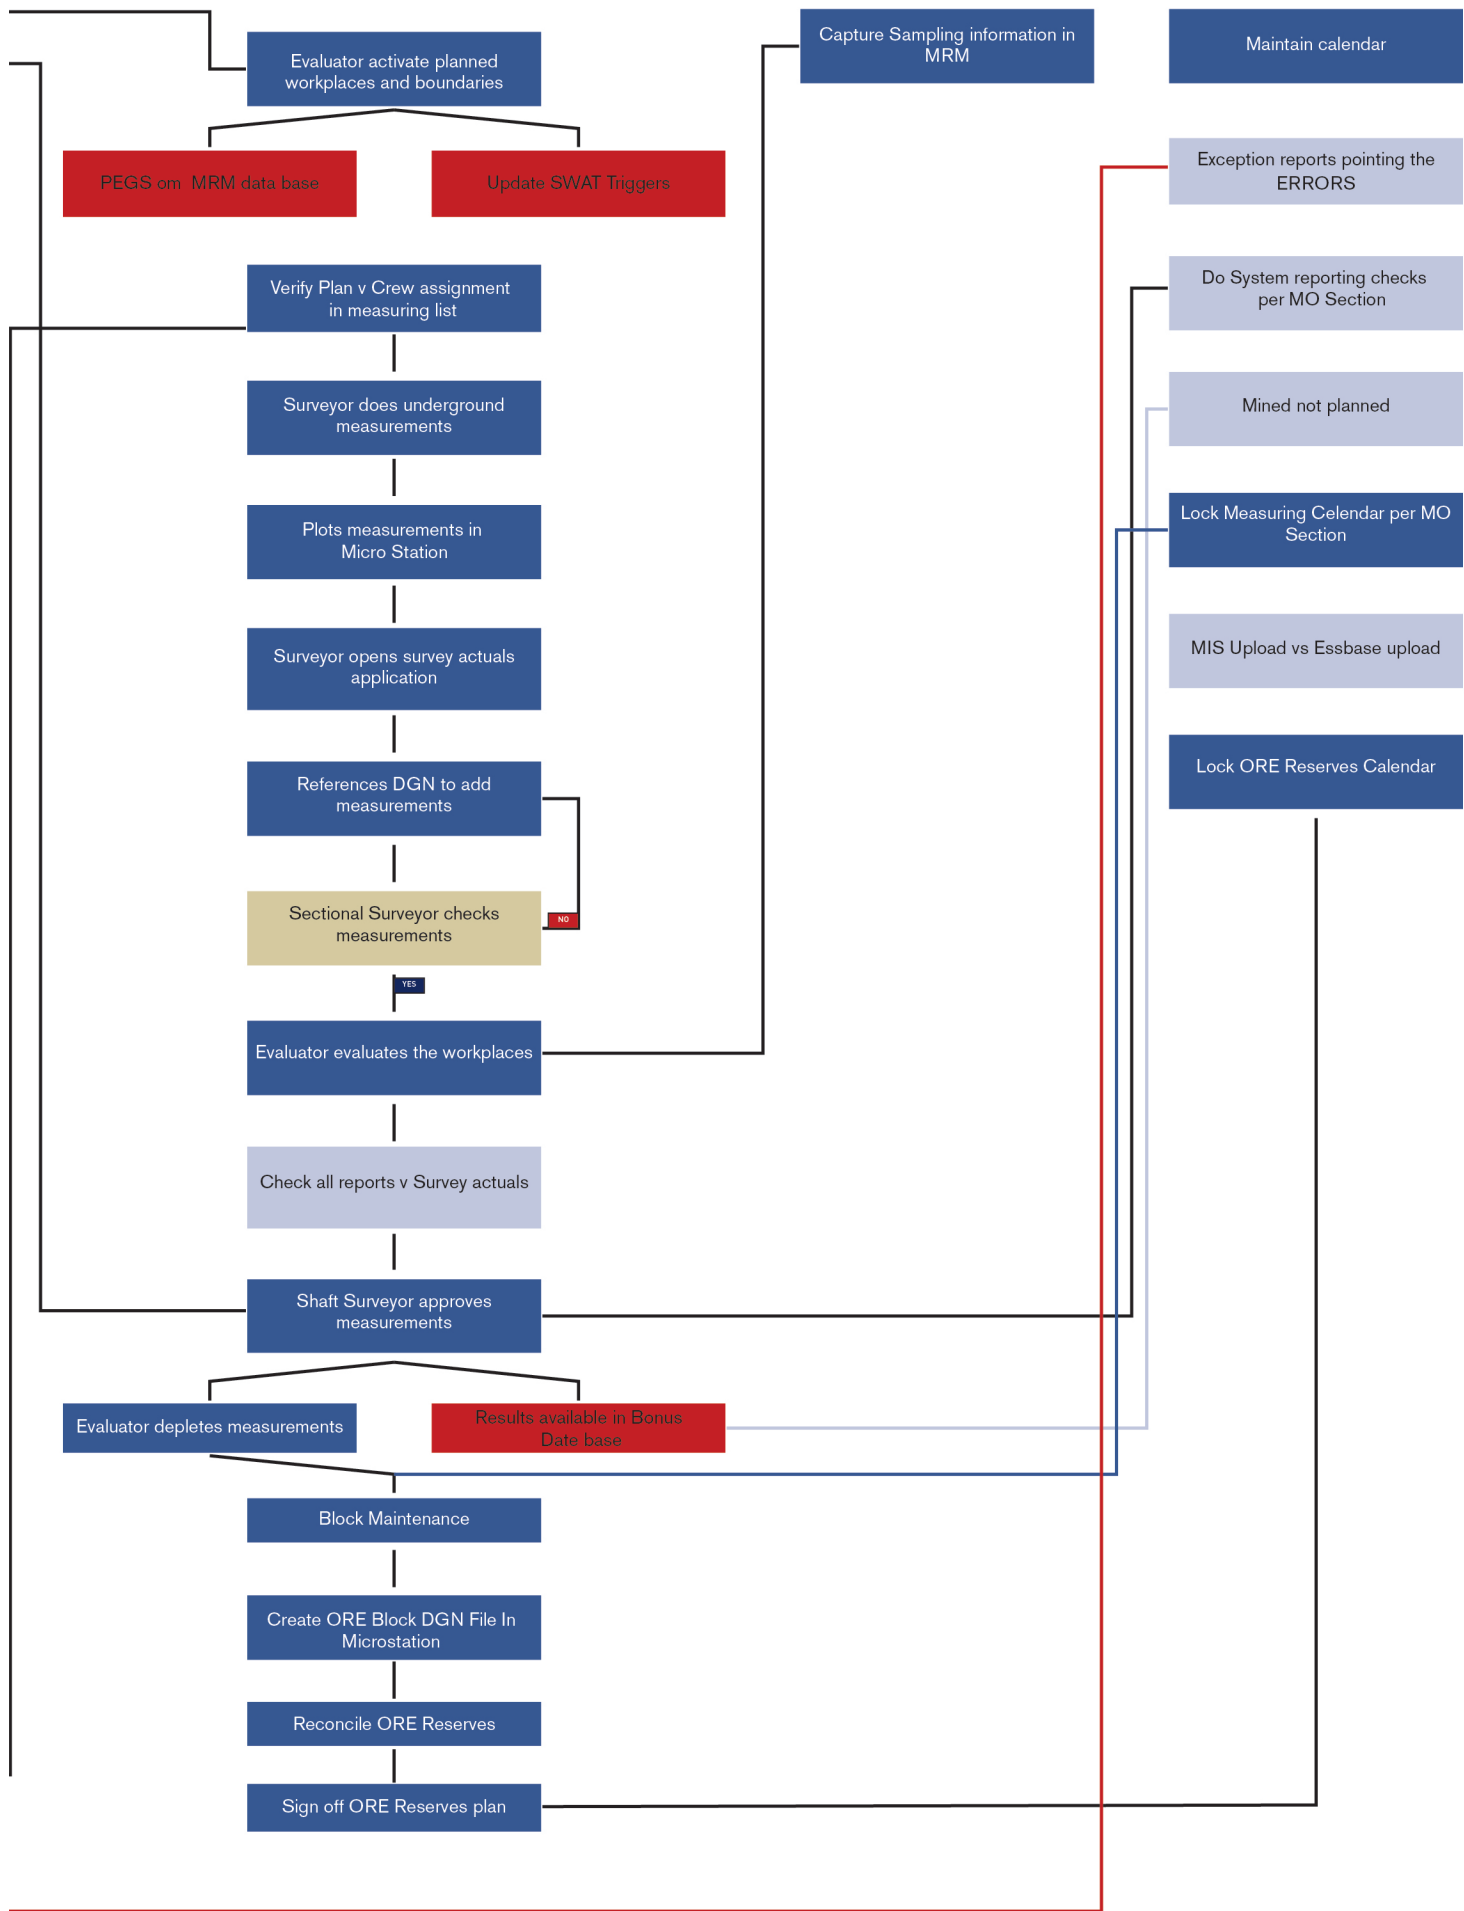 Evaluator activate planned
workplaces and boundaries
PEGS om MRM data base
Update SWAT Triggers
Verify Plan v Crew assignment
in measuring list
Surveyor does underground
measurements
Plots measurements in
Micro Station
Surveyor opens survey actuals
application
References DGN to add
measurements
Sectional Surveyor checks
measurements
NO
YES
Evaluator evaluates the workplaces
Check all reports v Survey actuals
Shaft Surveyor approves
measurements
Evaluator depletes measurements
Results available in Bonus
Date base
Block Maintenance
Create ORE Block DGN File In
Microstation
Reconcile ORE Reserves
Sign off ORE Reserves plan
Capture Sampling information in
MRM
Maintain calendar
Exception reports pointing the
ERRORS
Do System reporting checks
per MO Section
Mined not planned
Lock Measuring Celendar per MO
Section
MIS Upload vs Essbase upload
Lock ORE Reserves Calendar